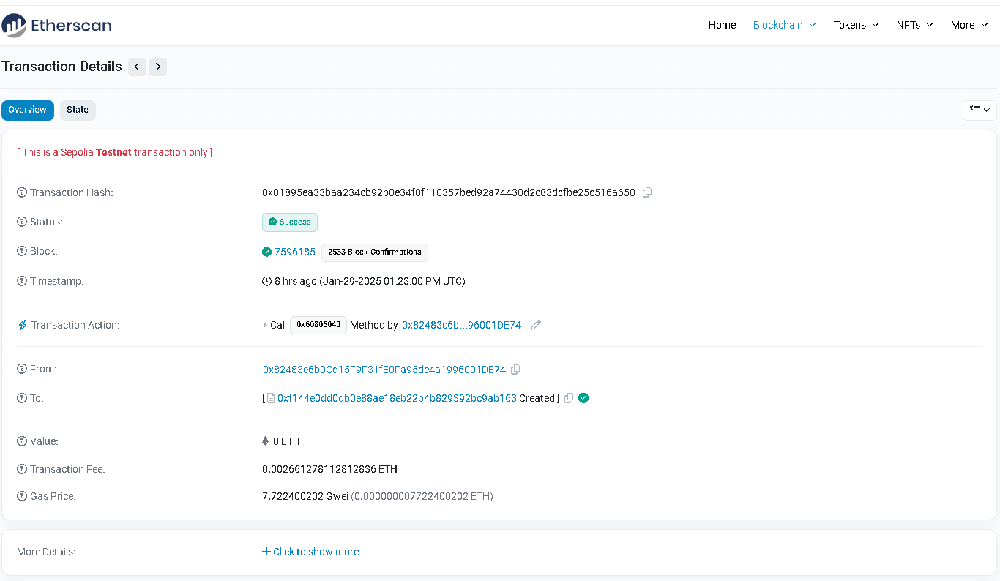 Etherscan
Home Blockchain Tokens NFTs More
Transaction Details
Overview State
[ This is a Sepolia Testnet transaction only ]
Transaction Hash: 0x81895ea33baa234cb92b0e34f0f110357bed92a74430d2c83dcfbe25c516a650
Status: Success
Block: 7596185 2533 Block Confirmations
Timestamp: 8 hrs ago (Jan-29-2025 01:23:00 PM UTC)
Transaction Action: Call 0x60806040 Method by 0x82483c6b...96001DE74
From: 0x82483c6b0Cd15F9F31fE0Fa95de4a1996001DE74
To: [ 0xf144e0dd0db0e88ae18eb22b4b829392bc9ab163 Created ]
Value: 0 ETH
Transaction Fee: 0.002661278112812836 ETH
Gas Price: 7.722400202 Gwei (0.000000007722400202 ETH)
More Details: + Click to show more